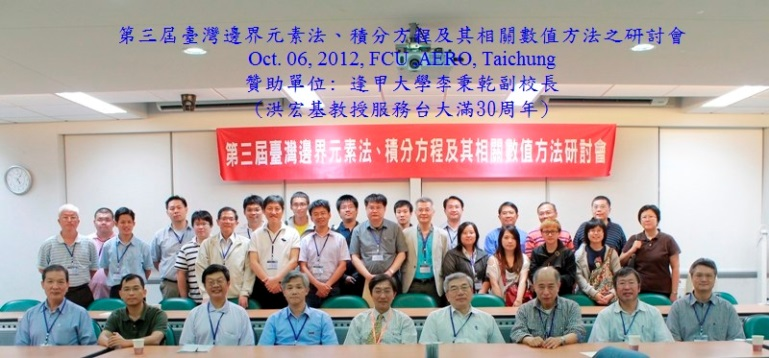 第三屆臺灣邊界元素法、積分方程及其相關數值方法之研討會
Oct. 06, 2012, FCU AERO, Taichung
贊助單位: 逢甲大學李秉乾副校長
(洪宏基教授服務台大滿30周年)
第三屆臺灣邊界元素法、積分方程及其相關數值方法研討會